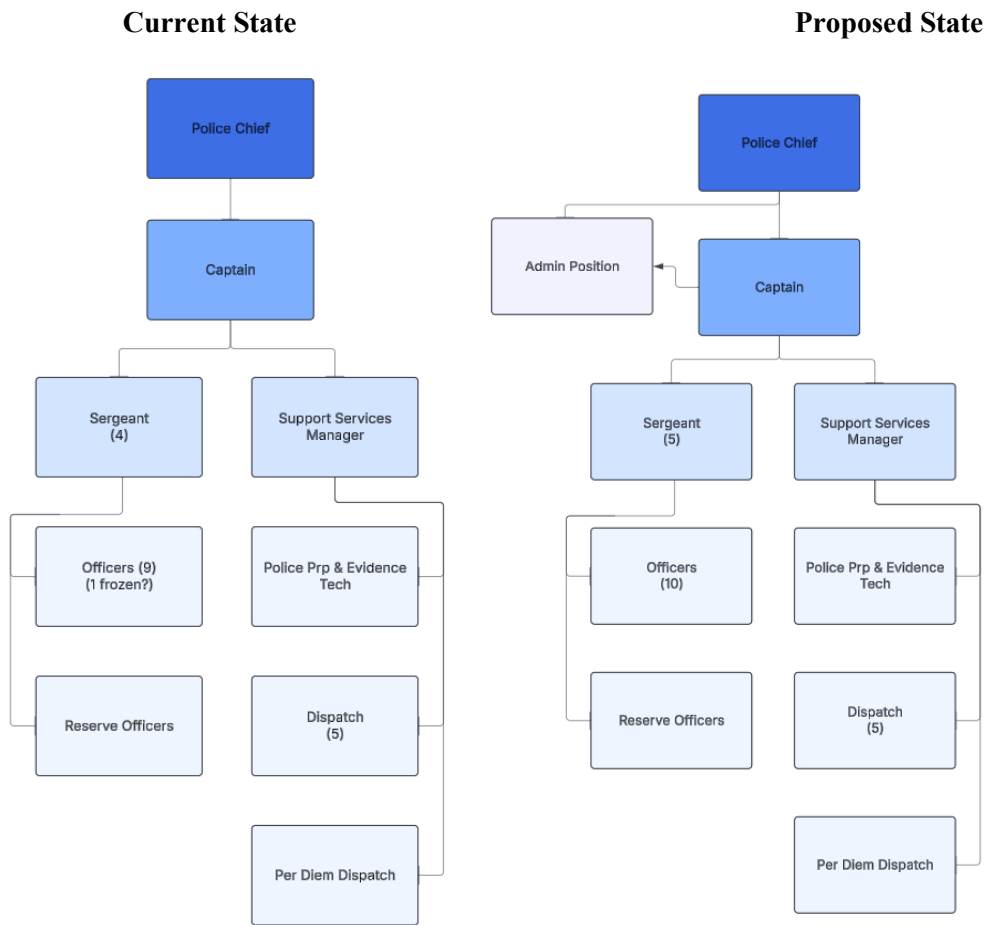 Current State
Police Chief
Captain
Sergeant
(4)
Support Services
Manager
Officers (9)
(1 frozen?)
Police Prp & Evidence
Tech
Reserve Officers
Dispatch
(5)
Per Diem Dispatch
Proposed State
Police Chief
Admin Position
Captain
Sergeant
(5)
Support Services
Manager
Officers
(10)
Police Prp & Evidence
Tech
Reserve Officers
Dispatch
(5)
Per Diem Dispatch